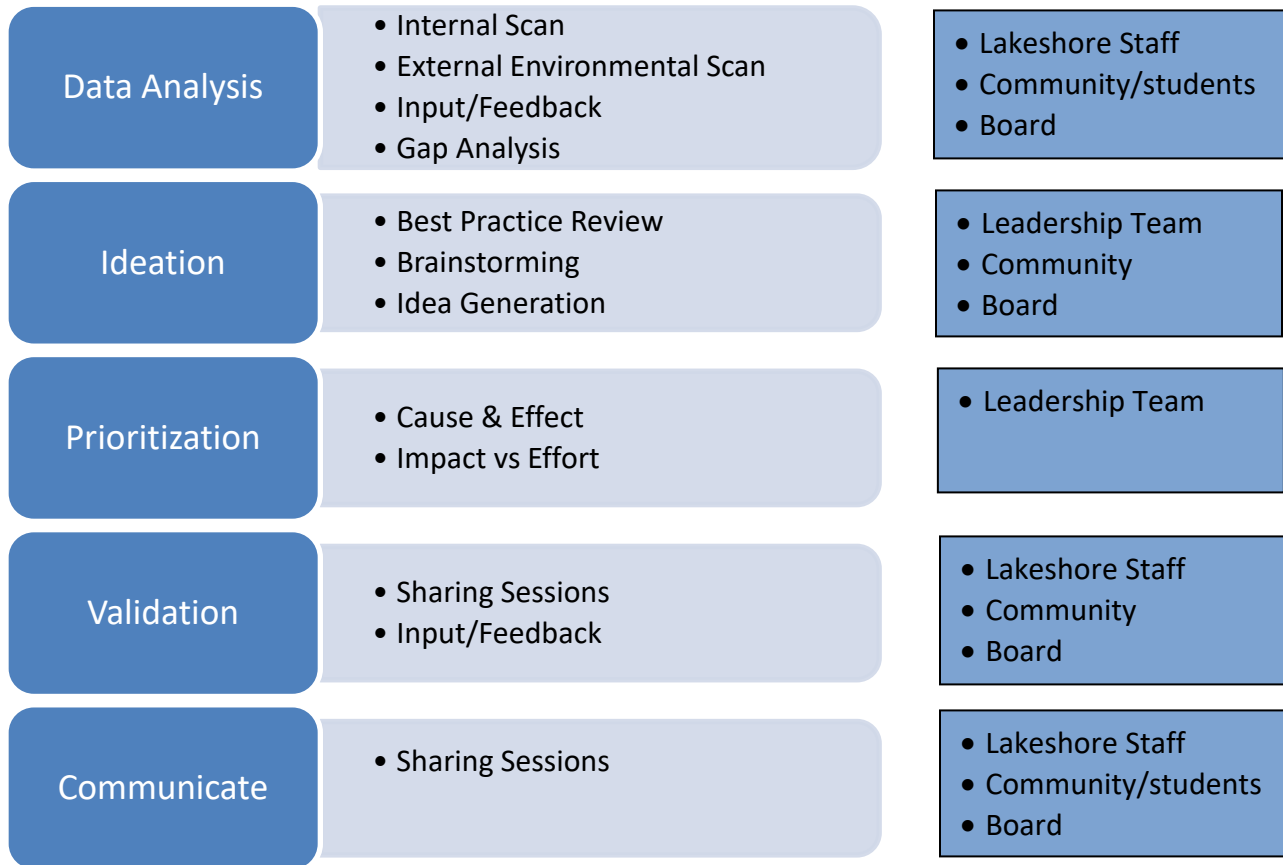 Data Analysis
• Internal Scan
• External Environmental Scan
• Input/Feedback
• Gap Analysis
• Lakeshore Staff
• Community/students
• Board
Ideation
• Best Practice Review
• Brainstorming
• Idea Generation
• Leadership Team
• Community
• Board
Prioritization
• Cause & Effect
• Impact vs Effort
• Leadership Team
Validation
• Sharing Sessions
• Input/Feedback
• Lakeshore Staff
• Community
• Board
Communicate
• Sharing Sessions
• Lakeshore Staff
• Community/students
• Board